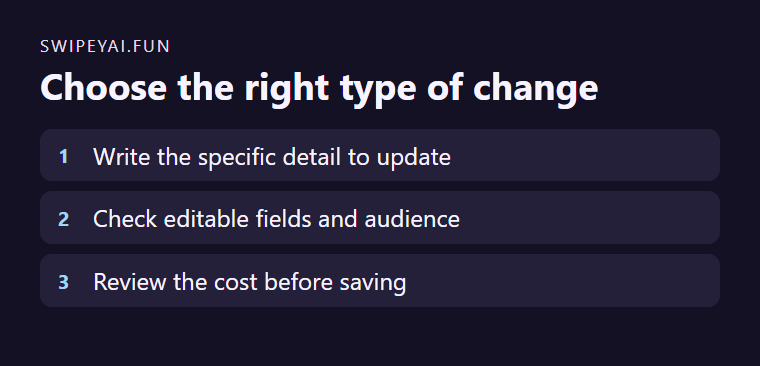 SWIPEYAI.FUN
Choose the right type of change
1 Write the specific detail to update
2 Check editable fields and audience
3 Review the cost before saving